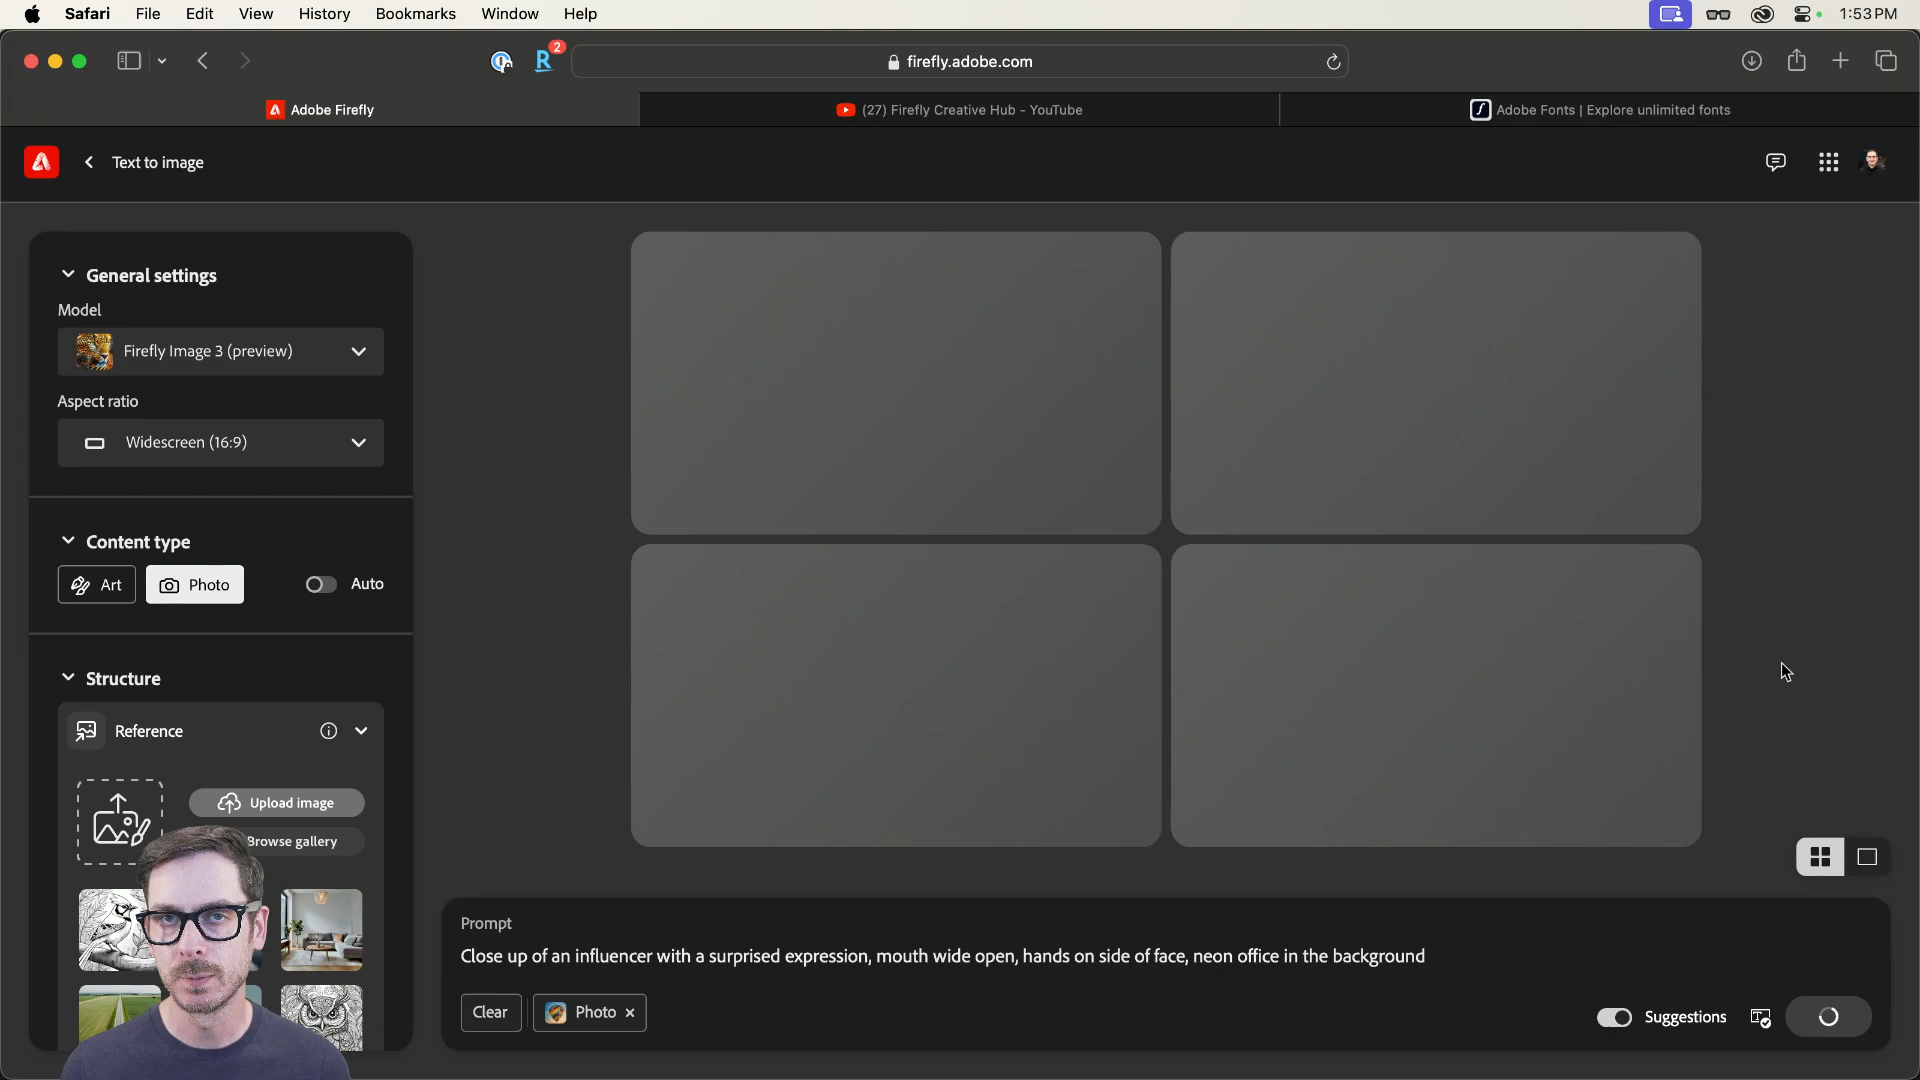 Safari File Edit View History Bookmarks Window Help 1:53 PM
2
firefly.adobe.com
Adobe Firefly
(27) Firefly Creative Hub - YouTube
Adobe Fonts | Explore unlimited fonts
Text to image
General settings
Model
Firefly Image 3 (preview)
Aspect ratio
Widescreen (16:9)
Content type
Art
Photo
Auto
Structure
Reference
Upload image
Browse gallery
Prompt
Close up of an influencer with a surprised expression, mouth wide open, hands on side of face, neon office in the background
Clear
Photo
Suggestions